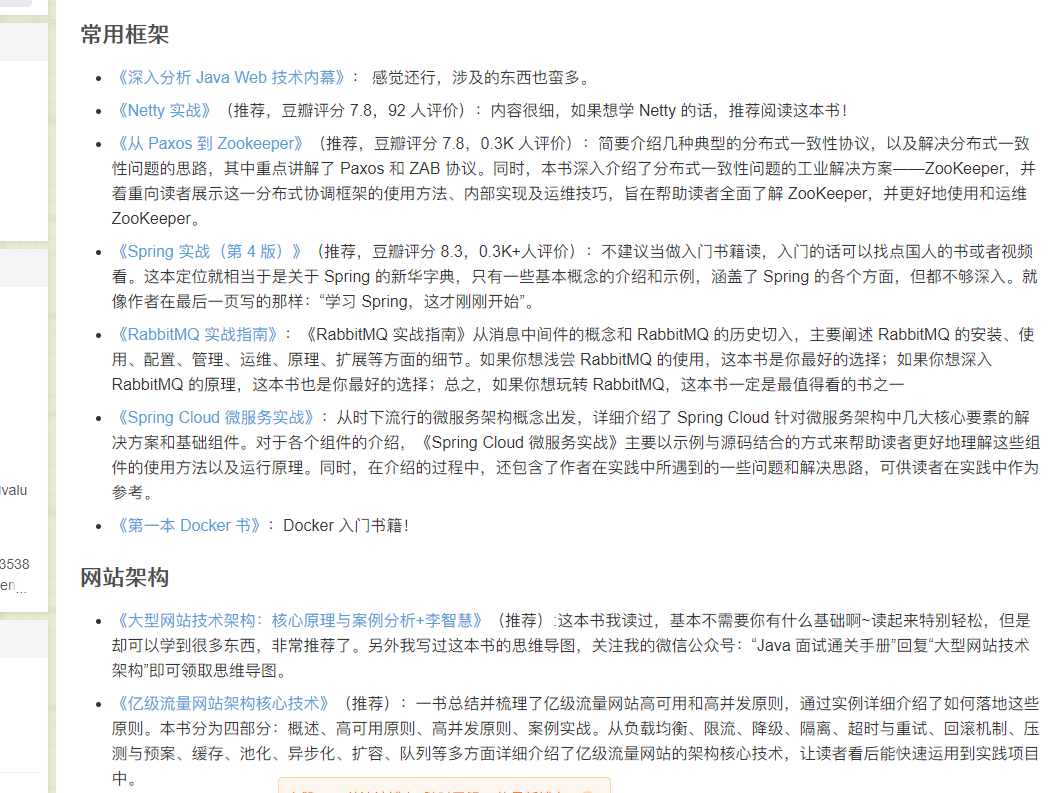 常用框架
《深入分析 Java Web 技术内幕》： 感觉还行，涉及的东西也蛮多。
《Netty 实战》（推荐，豆瓣评分 7.8，92 人评价）：内容很细，如果想学 Netty 的话，推荐阅读这本书！
《从 Paxos 到 Zookeeper》（推荐，豆瓣评分 7.8，0.3K 人评价）：简要介绍几种典型的分布式一致性协议，以及解决分布式一致
性问题的思路，其中重点讲解了 Paxos 和 ZAB 协议。同时，本书深入介绍了分布式一致性问题的工业解决方案——ZooKeeper，并
着重向读者展示这一分布式协调框架的使用方法、内部实现及运维技巧，旨在帮助读者全面了解 ZooKeeper，并更好地使用和运维
ZooKeeper。
《Spring 实战（第 4 版）》（推荐，豆瓣评分 8.3，0.3K+人评价）：不建议当做入门书籍读，入门的话可以找点国人的书或者视频
看。这本定位就相当于是关于 Spring 的新华字典，只有一些基本概念的介绍和示例，涵盖了 Spring 的各个方面，但都不够深入。就
像作者在最后一页写的那样：“学习 Spring，这才刚刚开始”。
《RabbitMQ 实战指南》：《RabbitMQ 实战指南》从消息中间件的概念和 RabbitMQ 的历史切入，主要阐述 RabbitMQ 的安装、使
用、配置、管理、运维、原理、扩展等方面的细节。如果你想浅尝 RabbitMQ 的使用，这本书是你最好的选择；如果你想深入
RabbitMQ 的原理，这本书也是你最好的选择；总之，如果你想玩转 RabbitMQ，这本书一定是最值得看的书之一
《Spring Cloud 微服务实战》：从时下流行的微服务架构概念出发，详细介绍了 Spring Cloud 针对微服务架构中几大核心要素的解
决方案和基础组件。对于各个组件的介绍，《Spring Cloud 微服务实战》主要以示例与源码结合的方式来帮助读者更好地理解这些组
件的使用方法以及运行原理。同时，在介绍的过程中，还包含了作者在实践中所遇到的一些问题和解决思路，可供读者在实践中作为
参考。
valu
3538
en...
《第一本 Docker 书》：Docker 入门书籍！
网站架构
《大型网站技术架构：核心原理与案例分析+李智慧》（推荐）:这本书我读过，基本不需要你有什么基础啊~读起来特别轻松，但是
却可以学到很多东西，非常推荐了。另外我写过这本书的思维导图，关注我的微信公众号：“Java 面试通关手册”回复“大型网站技术
架构”即可领取思维导图。
《亿级流量网站架构核心技术》（推荐）：一书总结并梳理了亿级流量网站高可用和高并发原则，通过实例详细介绍了如何落地这些
原则。本书分为四部分：概述、高可用原则、高并发原则、案例实战。从负载均衡、限流、降级、隔离、超时与重试、回滚机制、压
测与预案、缓存、池化、异步化、扩容、队列等多方面详细介绍了亿级流量网站的架构核心技术，让读者看后能快速运用到实践项目
中。